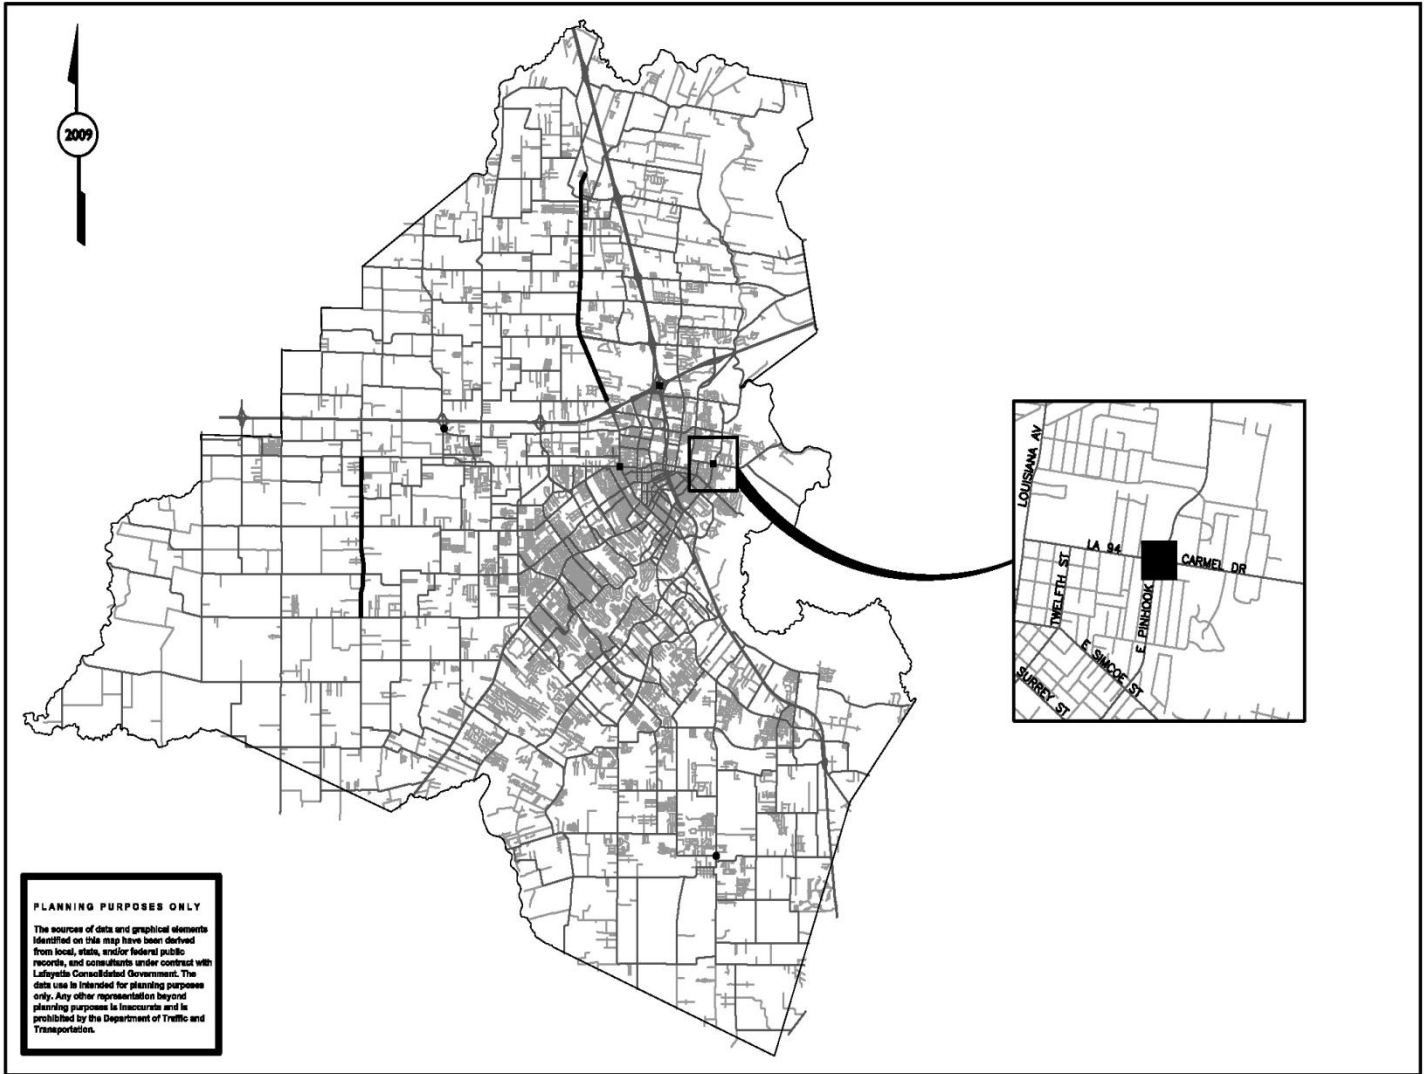 2009
LOUISIANA AV
LA 94
CARMEL DR
TWELFTH ST
E PINHOOK
E SIMCOE ST
SURREY ST
PLANNING PURPOSES ONLY
The sources of data and graphical elements
identified on this map have been derived
from local, state, and/or federal public
records, and consultants under contract with
Lafayette Consolidated Government. The
data use is intended for planning purposes
only. Any other representation beyond
planning purposes is inaccurate and is
prohibited by the Department of Traffic and
Transportation.